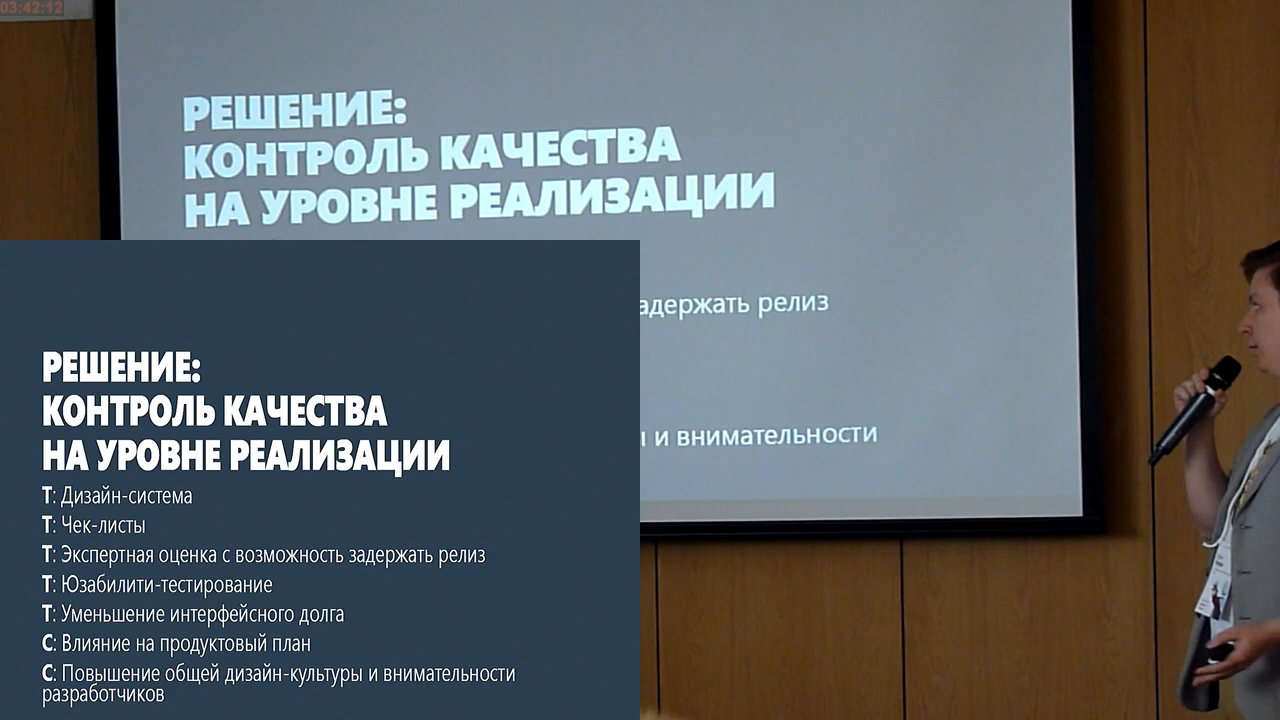 03:42:12
РЕШЕНИЕ:
КОНТРОЛЬ КАЧЕСТВА
НА УРОВНЕ РЕАЛИЗАЦИИ
задержать релиз
и внимательности
РЕШЕНИЕ:
КОНТРОЛЬ КАЧЕСТВА
НА УРОВНЕ РЕАЛИЗАЦИИ
Т: Дизайн-система
Т: Чек-листы
Т: Экспертная оценка с возможность задержать релиз
Т: Юзабилити-тестирование
Т: Уменьшение интерфейсного долга
С: Влияние на продуктовый план
С: Повышение общей дизайн-культуры и внимательности
разработчиков